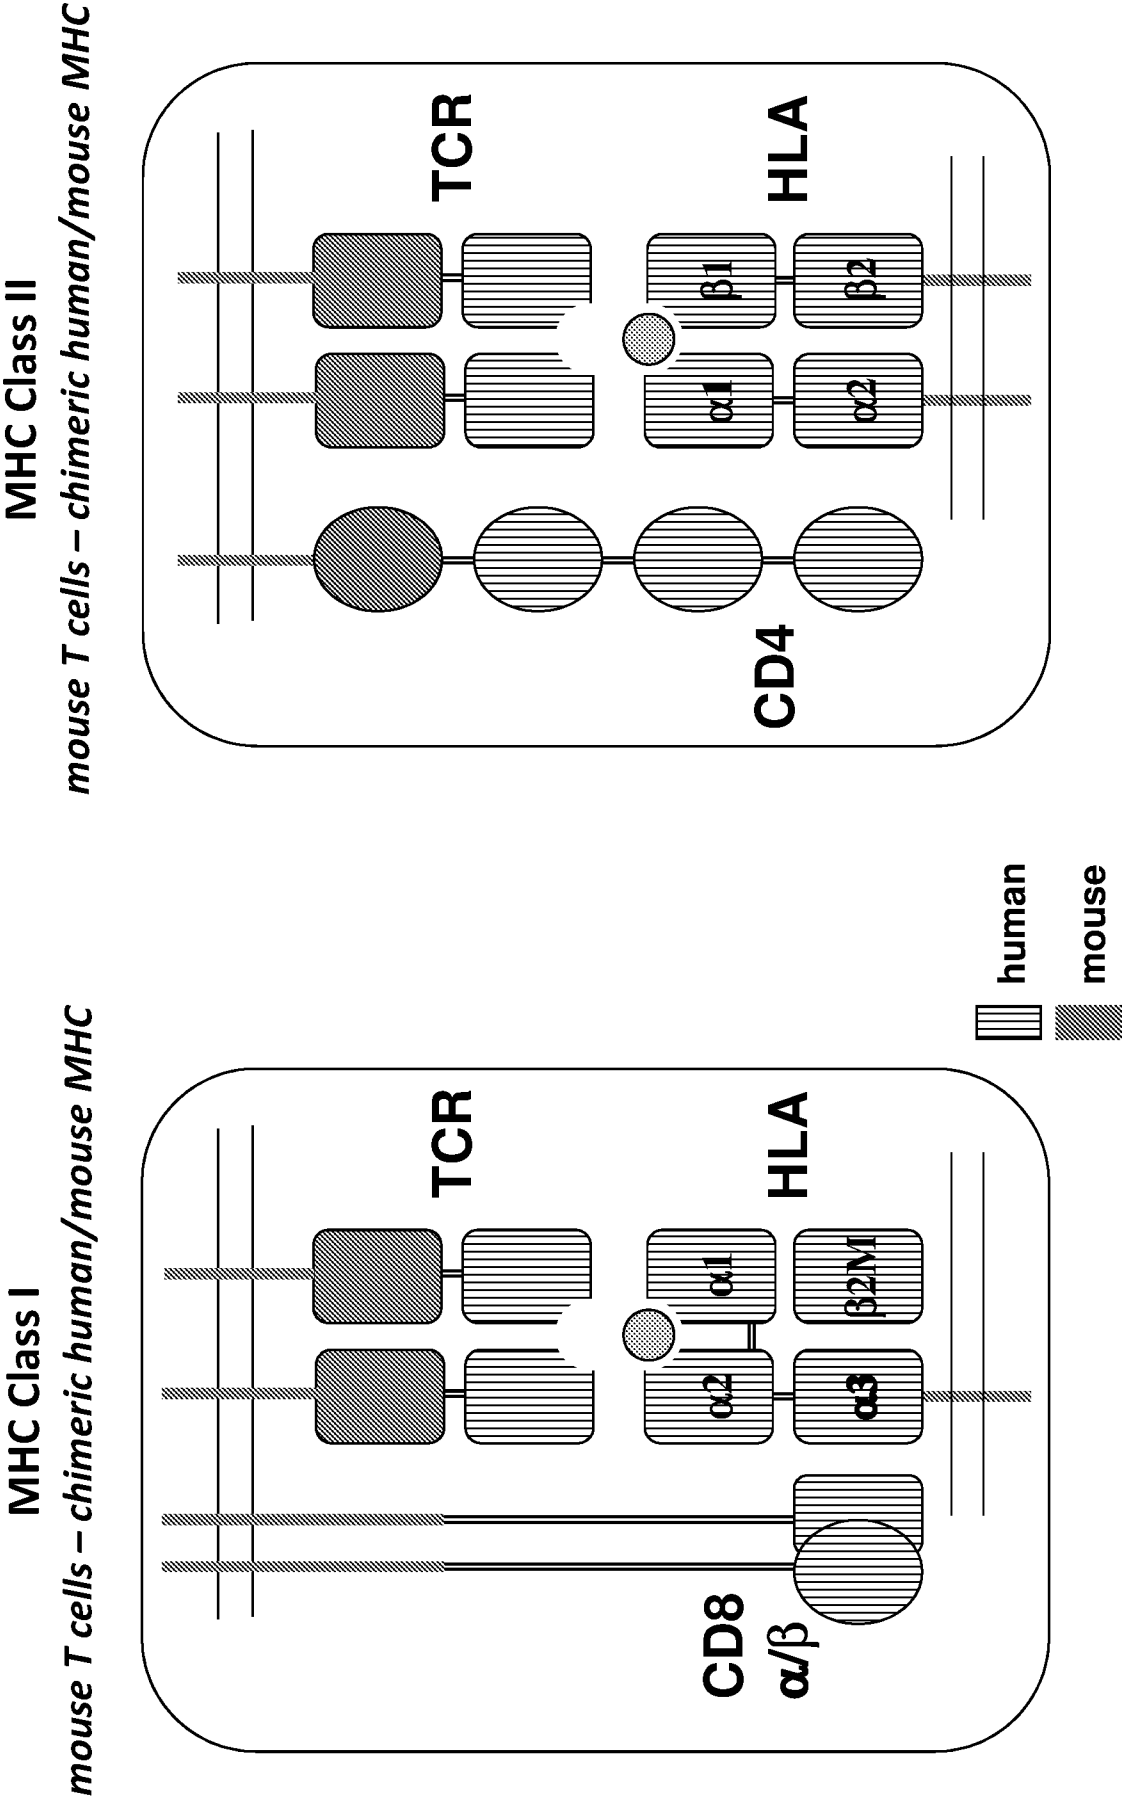 MHC Class I
mouse T cells – chimeric human/mouse MHC
TCR
CD8
α/β
α2
α1
HLA
α3
β2M
human
mouse
MHC Class II
mouse T cells – chimeric human/mouse MHC
TCR
CD4
α1
β1
HLA
α2
β2